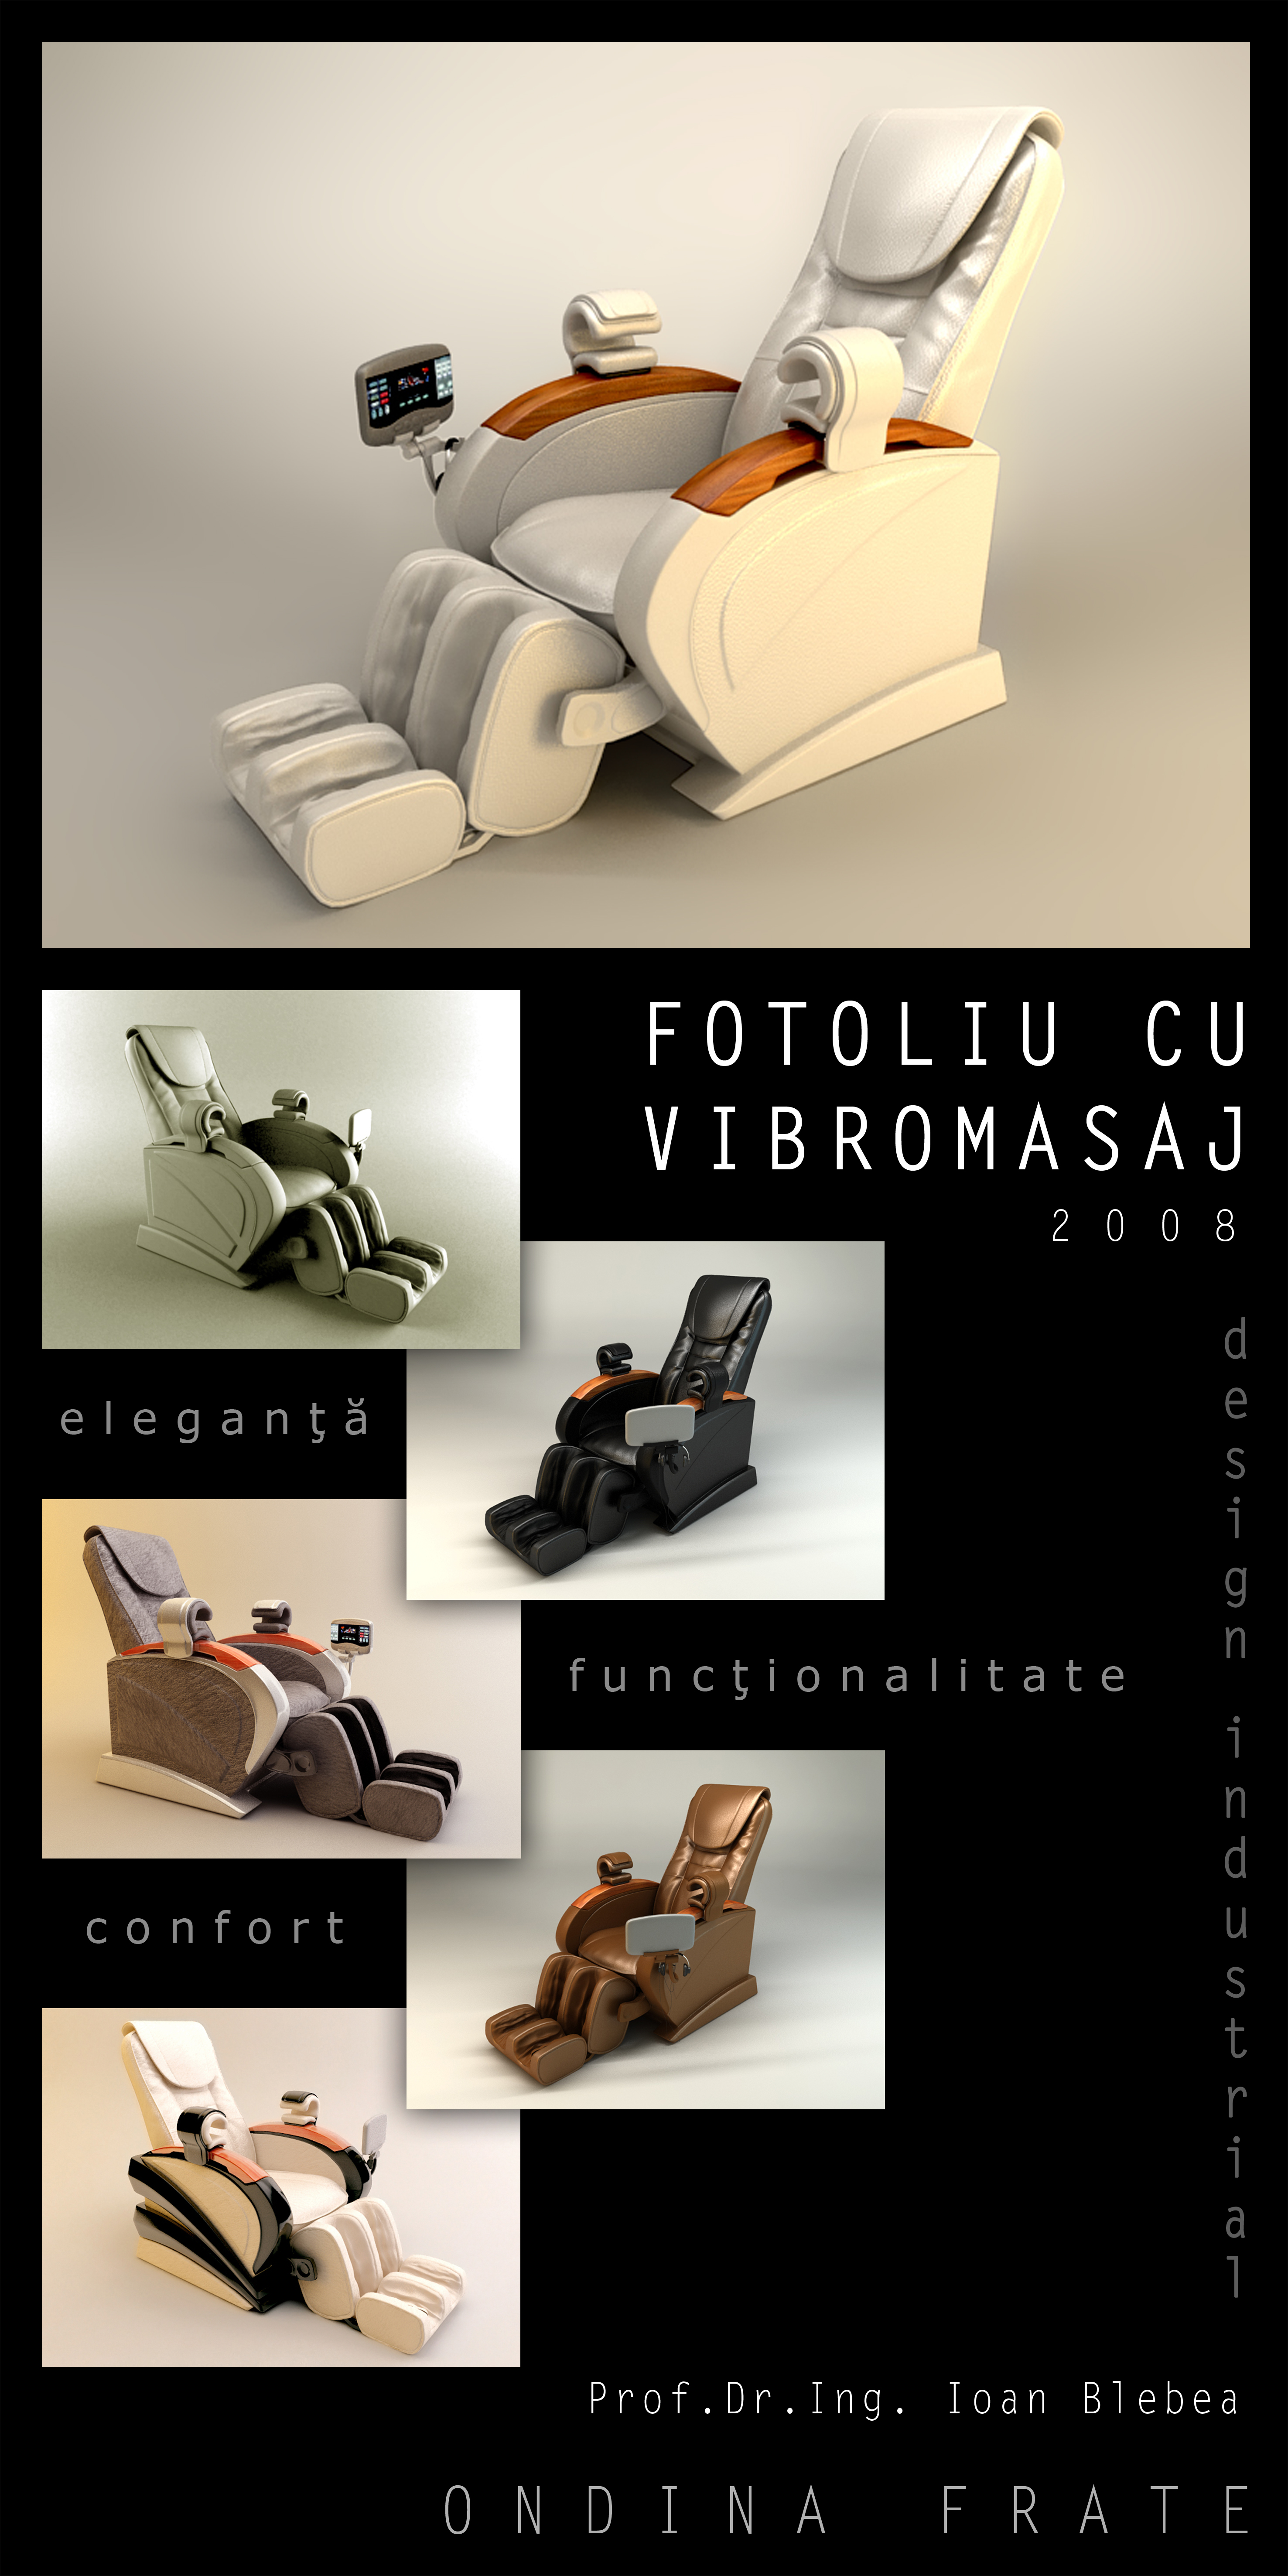 FOTOLIU CU
VIBROMASAJ
2008
eleganţă
funcţionalitate
confort
design industrial
Prof.Dr.Ing. Ioan Blebea
ONDINA FRATE